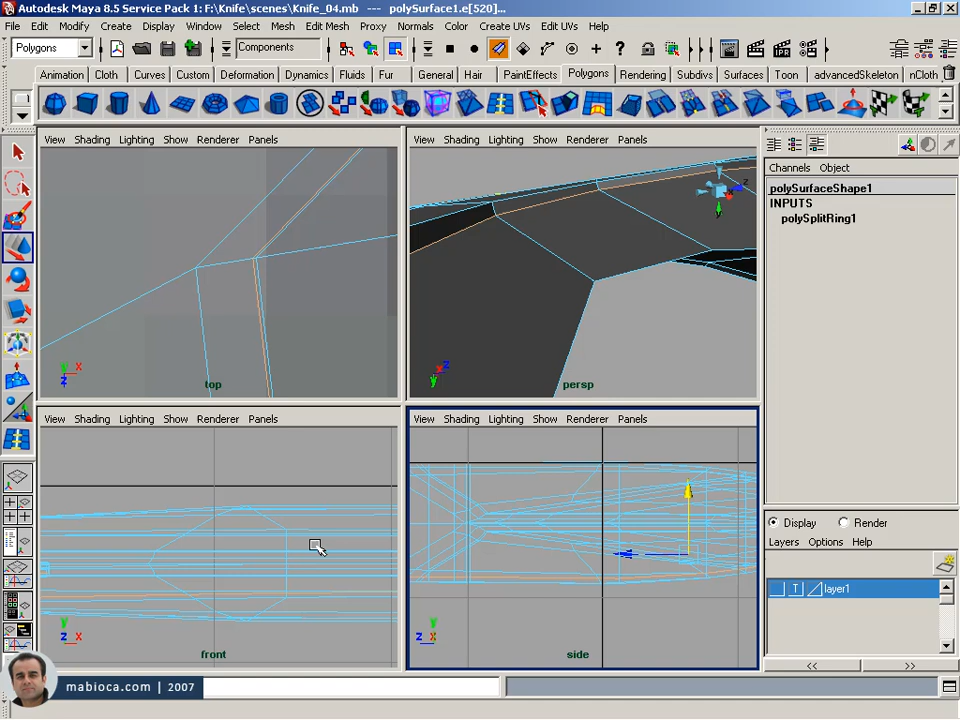 Autodesk Maya 8.5 Service Pack 1: F:\Knife\scenes\Knife_04.mb --- polySurface1.e[520]...
File Edit Modify Create Display Window Select Mesh Edit Mesh Proxy Normals Color Create UVs Edit UVs Help
Polygons Components
Animation Cloth Curves Custom Deformation Dynamics Fluids Fur General Hair PaintEffects Polygons Rendering Subdivs Surfaces Toon advancedSkeleton nCloth
View Shading Lighting Show Renderer Panels
View Shading Lighting Show Renderer Panels
Channels Object
polySurfaceShape1
INPUTS
polySplitRing1
y x
z
top
z x
y
persp
View Shading Lighting Show Renderer Panels
View Shading Lighting Show Renderer Panels
Display Render
Layers Options Help
T layer1
y
z x
front
y
z x
side
<< >>
mabioca.com | 2007